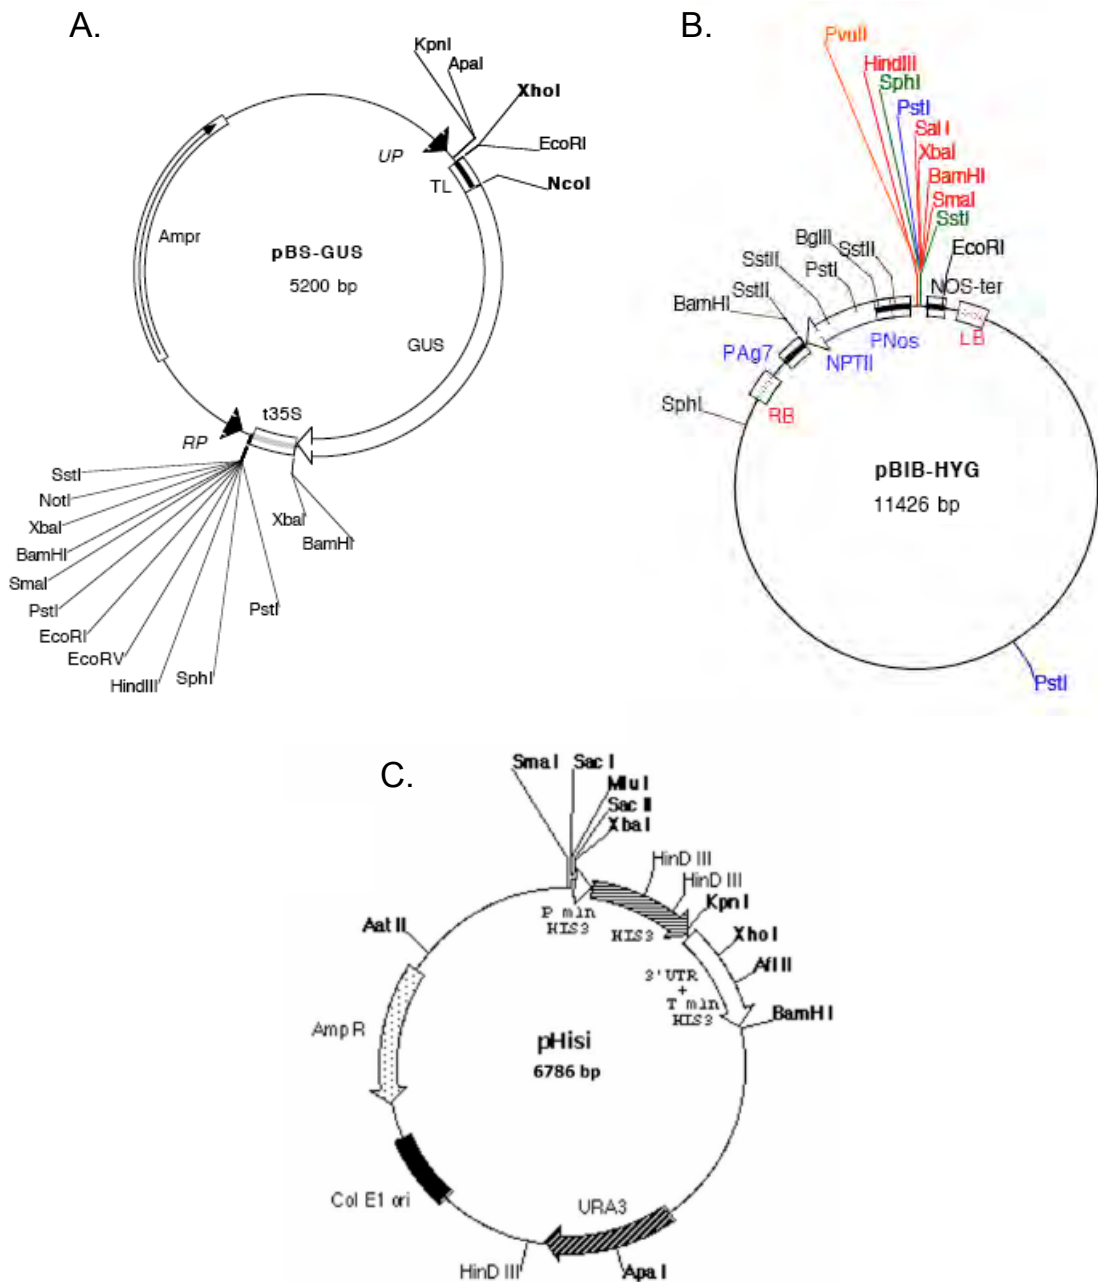 A.
KpnI
ApaI
XhoI
EcoRI
UP
TL
NcoI
Ampr
pBS-GUS
5200 bp
GUS
t35S
RP
SstI
NotI
XbaI
BamHI
SmaI
PstI
EcoRI
EcoRV
HindIII
SphI
PstI
XbaI
BamHI
B.
PvuII
HindIII
SphI
PstI
Sal I
XbaI
BamHI
SmaI
SstI
EcoRI
NOS-ter
LB
BglII
SstII
PstI
SstII
SstII
BamHI
PAg7
NPTII
PNos
RB
SphI
pBIB-HYG
11426 bp
PstI
C.
Sma I
Sac I
Mlu I
Sac II
Xba I
HinD III
HinD III
Kpn I
P min
HIS3
HIS3
Xho I
Afl II
3'UTR
+
T min
HIS3
BamH I
Aat II
Amp R
pHisi
6786 bp
Col E1 ori
URA3
HinD III
Apa I